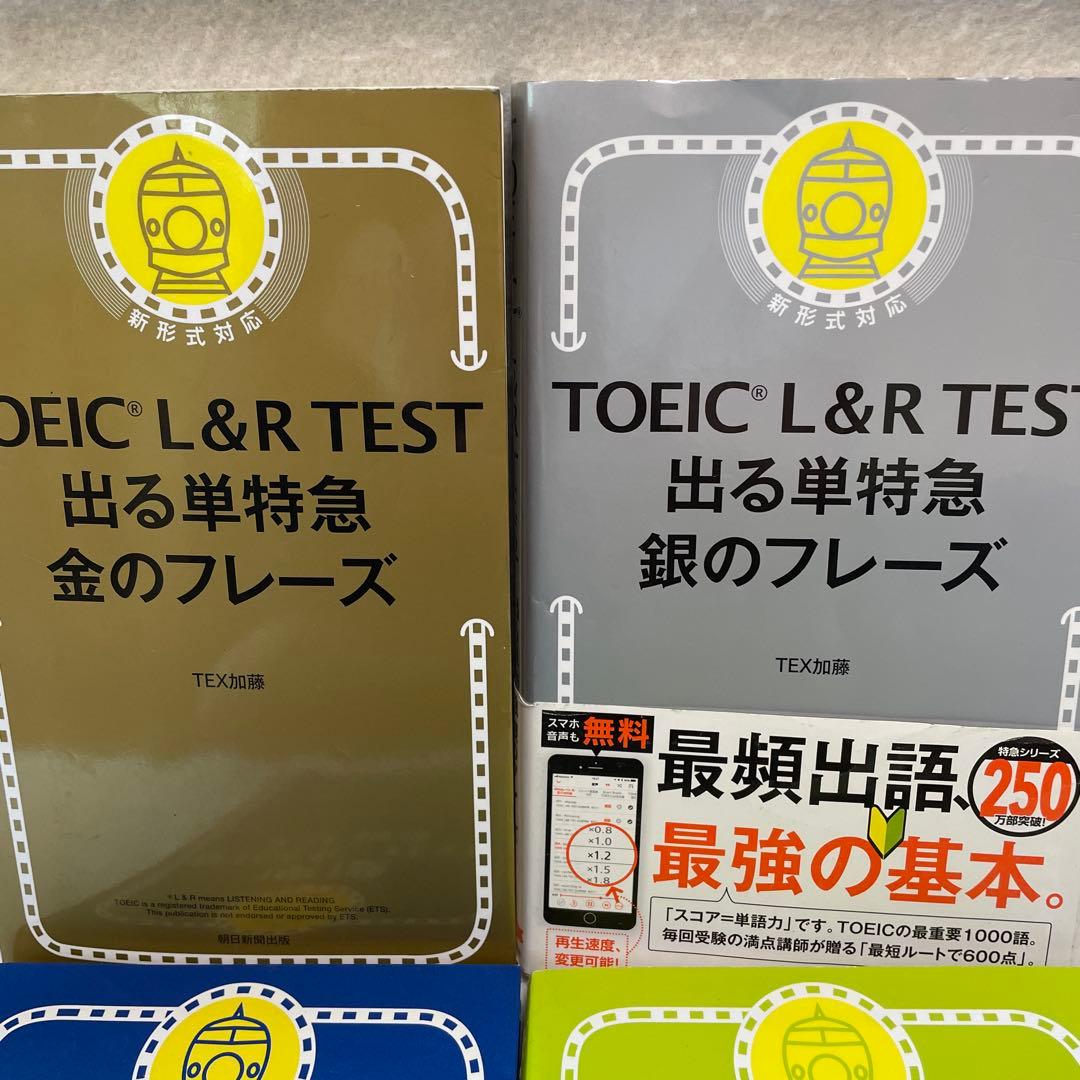 新形式対応
OEIC® L&R TEST
出る単特急
金のフレーズ
TEX加藤
® L & R means LISTENING AND READING.
TOEIC is a registered trademark of Educational Testing Service (ETS).
This publication is not endorsed or approved by ETS.
朝日新聞出版
新形式対応
TOEIC® L&R TEST
出る単特急
銀のフレーズ
TEX加藤
スマホ
音声も
無料
×0.8
×1.0
×1.2
×1.5
×1.8
再生速度、
変更可能!
最頻出語、
最強の基本。
特急シリーズ
250
万部突破!
「スコア=単語力」です。TOEICの最重要1000語。
毎回受験の満点講師が贈る「最短ルートで600点」。